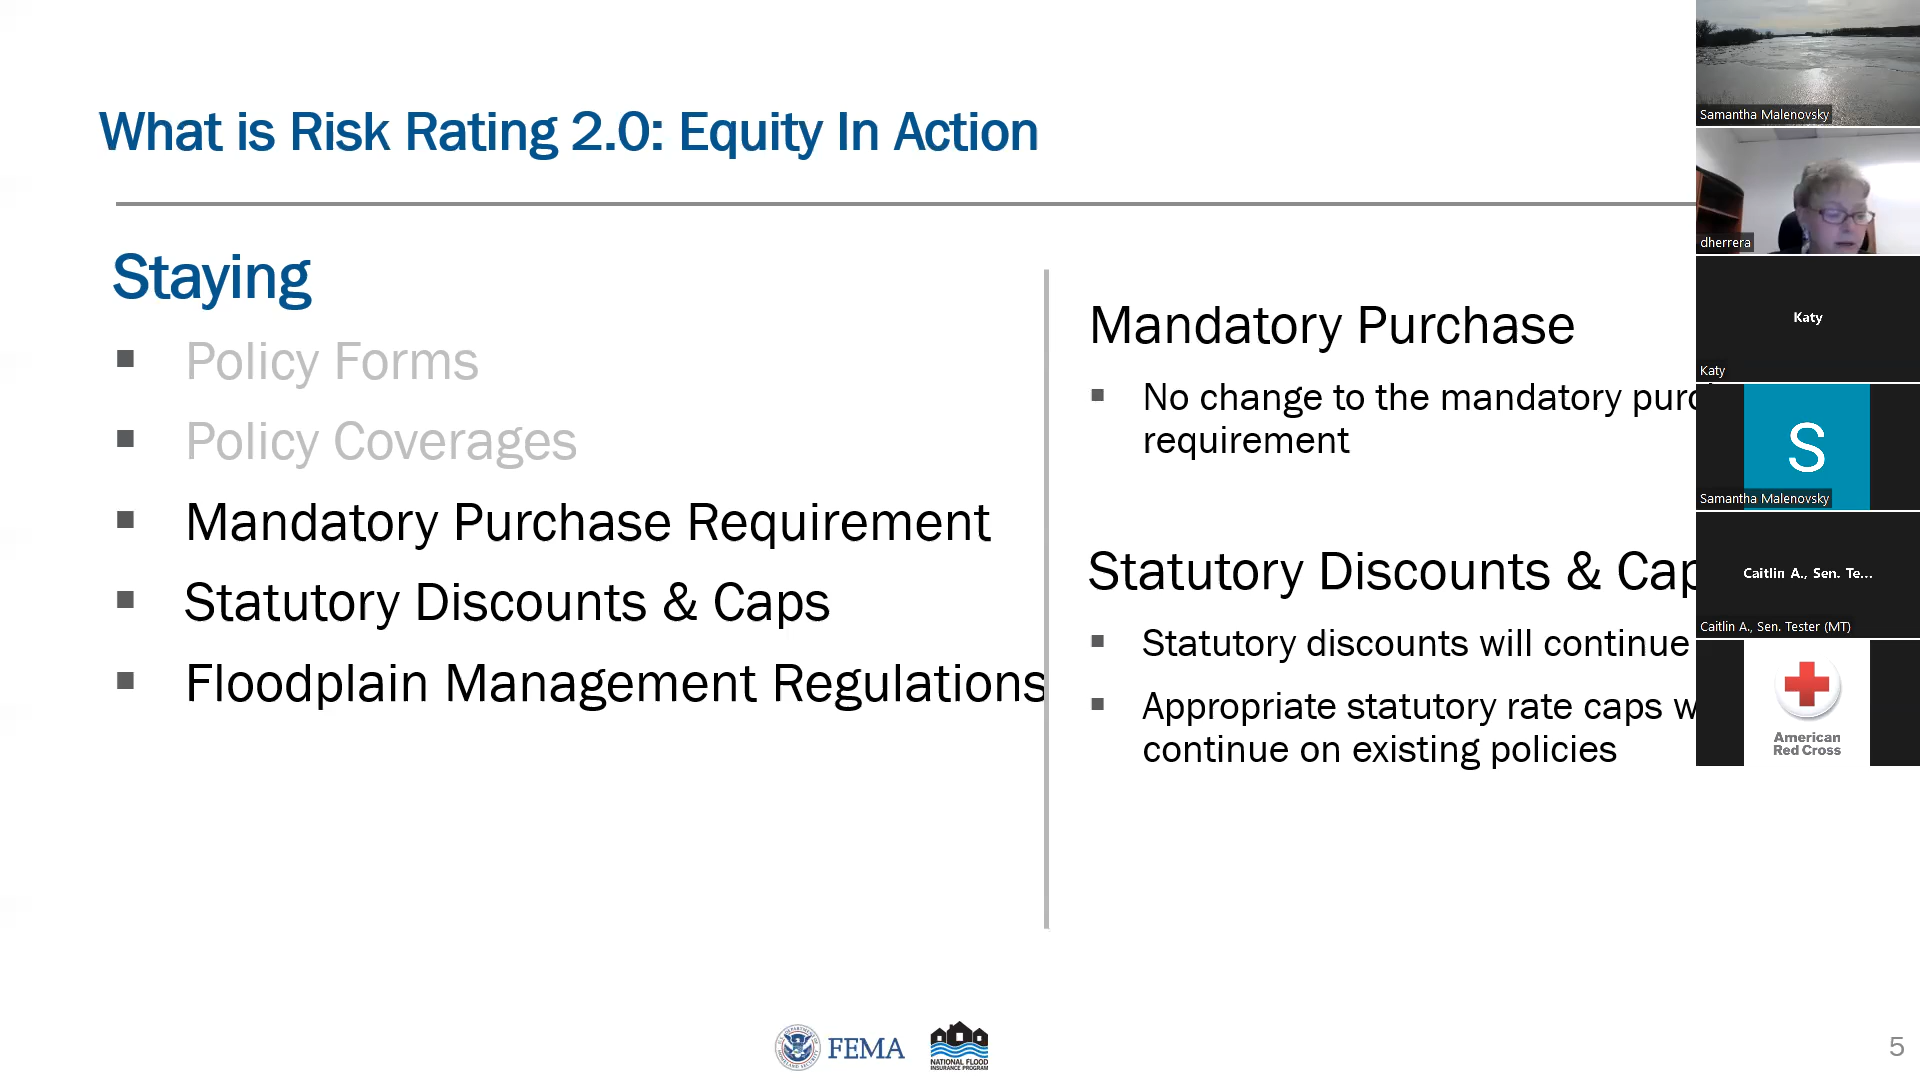 What is Risk Rating 2.0: Equity In Action
Staying
Policy Forms
Policy Coverages
Mandatory Purchase Requirement
Statutory Discounts & Caps
Floodplain Management Regulations
Mandatory Purchase
No change to the mandatory
requirement
Statutory Discounts &
Statutory discounts will continue
Appropriate statutory rate caps
continue on existing policies
Samantha Malenovsky
dherrera
Katy
Katy
S
Samantha Malenovsky
Caitlin A., Sen. Te...
Caitlin A., Sen. Tester (MT)
American
Red Cross
FEMA
NATIONAL FLOOD
INSURANCE PROGRAM
5